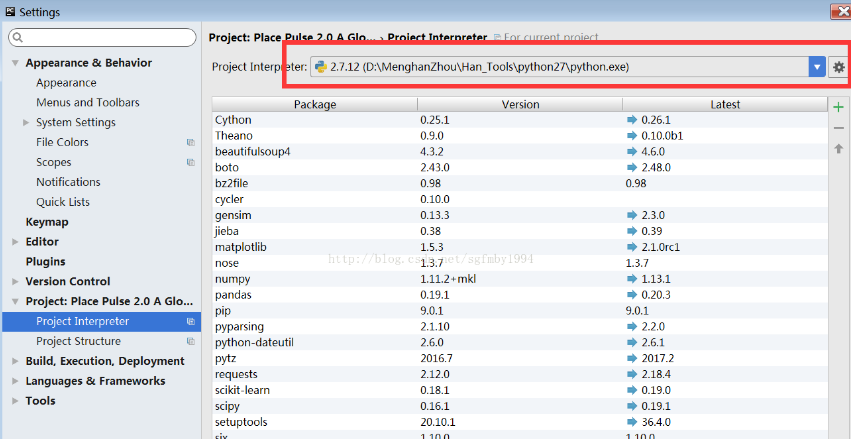 Settings
Appearance & Behavior
Appearance
Menus and Toolbars
System Settings
File Colors
Scopes
Notifications
Quick Lists
Keymap
Editor
Plugins
Version Control
Project: Place Pulse 2.0 A Glo...
Project Interpreter
Project Structure
Build, Execution, Deployment
Languages & Frameworks
Tools
Project: Place Pulse 2.0 A Glo... › Project Interpreter For current project
Project Interpreter: 2.7.12 (D:\MenghanZhou\Han_Tools\python27\python.exe)
Package Version Latest
Cython 0.25.1 0.26.1
Theano 0.9.0 0.10.0b1
beautifulsoup4 4.3.2 4.6.0
boto 2.43.0 2.48.0
bz2file 0.98 0.98
cycler 0.10.0
gensim 0.13.3 2.3.0
jieba 0.38 0.39
matplotlib 1.5.3 2.1.0rc1
http://blog.csdn.net/sgfmby1994
nose 1.3.7 1.3.7
numpy 1.11.2+mkl 1.13.1
pandas 0.19.1 0.20.3
pip 9.0.1 9.0.1
pyparsing 2.1.10 2.2.0
python-dateutil 2.6.0 2.6.1
pytz 2016.7 2017.2
requests 2.12.0 2.18.4
scikit-learn 0.18.1 0.19.0
scipy 0.16.1 0.19.1
setuptools 20.10.1 36.4.0
six 1.10.0 1.10.0